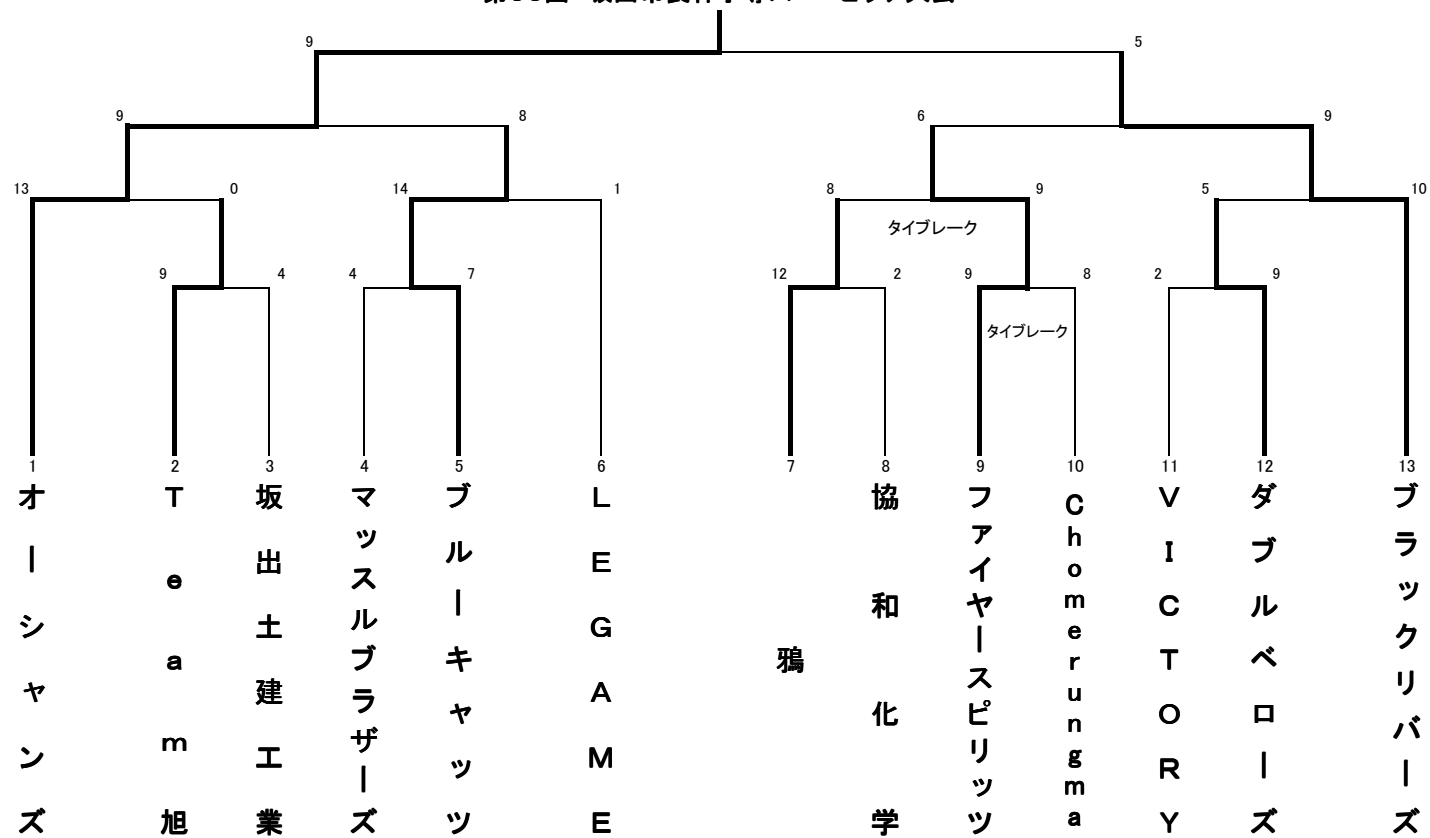 9 5
9 8 6 9
13 0 14 1 8 9 5 10
タイブレーク
9 4 4 7 12 2 9 8 2 9
タイブレーク
1 2 3 4 5 6 7 8 9 10 11 12 13
オーシャンズ
Team旭
坂出土建工業
マッスルブラザーズ
ブルーキャッツ
LEGAME
鴉
協和化学
ファイヤースピリッツ
Chomerungma
VICTORY
ダブルベローズ
ブラックリバーズ